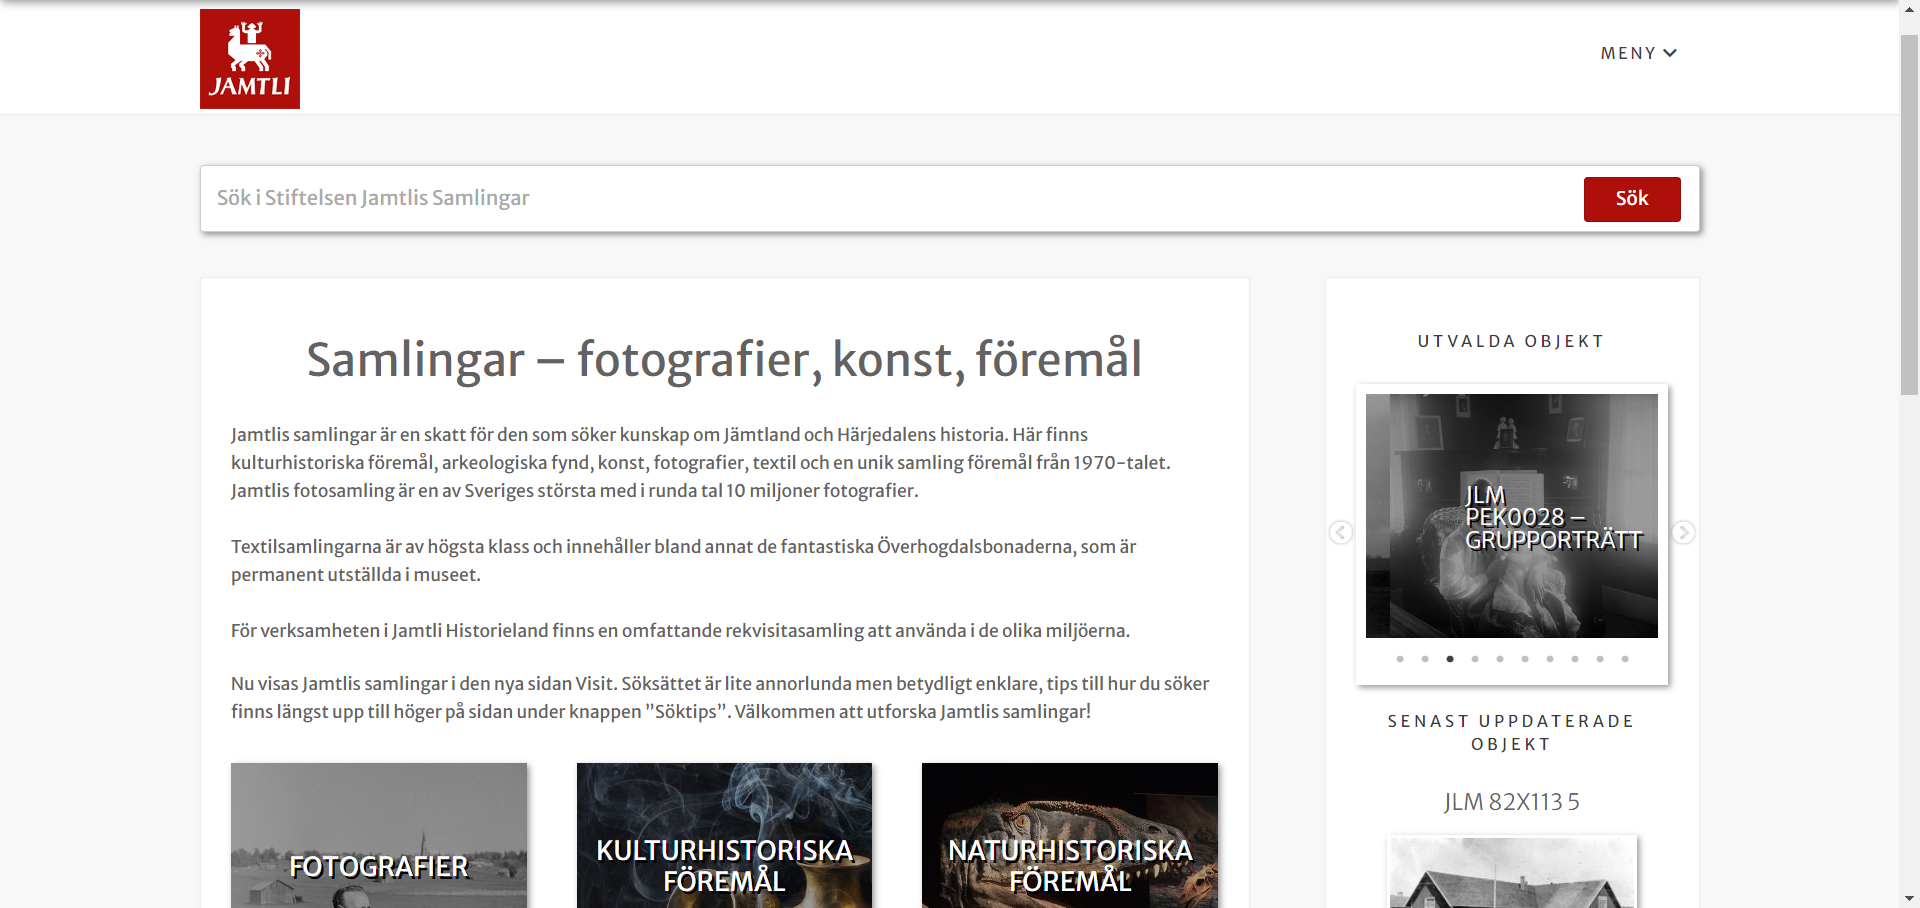 JAMTLI
MENY
Sök i Stiftelsen Jamtlis Samlingar
Sök
Samlingar – fotografier, konst, föremål
Jamtlis samlingar är en skatt för den som söker kunskap om Jämtland och Härjedalens historia. Här finns
kulturhistoriska föremål, arkeologiska fynd, konst, fotografier, textil och en unik samling föremål från 1970-talet.
Jamtlis fotosamling är en av Sveriges största med i runda tal 10 miljoner fotografier.
Textilsamlingarna är av högsta klass och innehåller bland annat de fantastiska Överhogdalsbonaderna, som är
permanent utställda i museet.
För verksamheten i Jamtli Historieland finns en omfattande rekvisitasamling att använda i de olika miljöerna.
Nu visas Jamtlis samlingar i den nya sidan Visit. Söksättet är lite annorlunda men betydligt enklare, tips till hur du söker
finns längst upp till höger på sidan under knappen ”Söktips”. Välkommen att utforska Jamtlis samlingar!
FOTOGRAFIER
KULTURHISTORISKA
FÖREMÅL
NATURHISTORISKA
FÖREMÅL
UTVALDA OBJEKT
JLM
PEK0028 –
GRUPPORTRÄTT
SENAST UPPDATERADE
OBJEKT
JLM 82X113 5